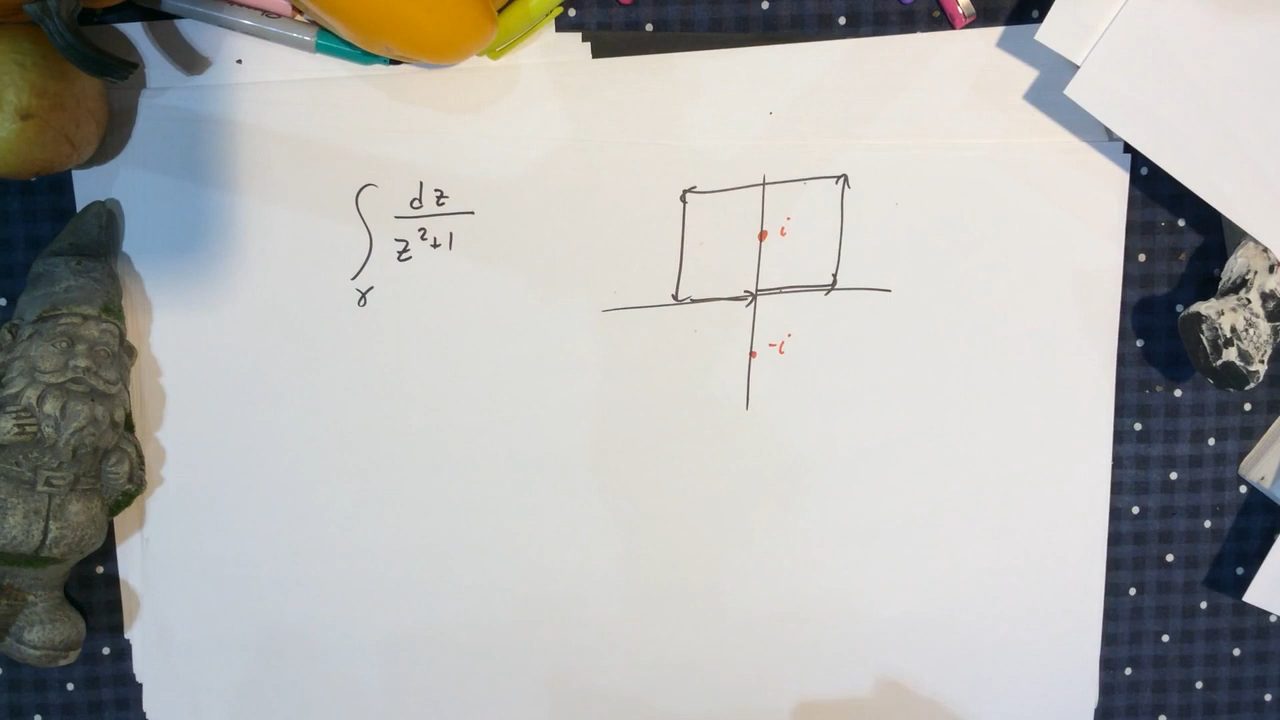 ∫
dz
z²+1
γ
i
-i